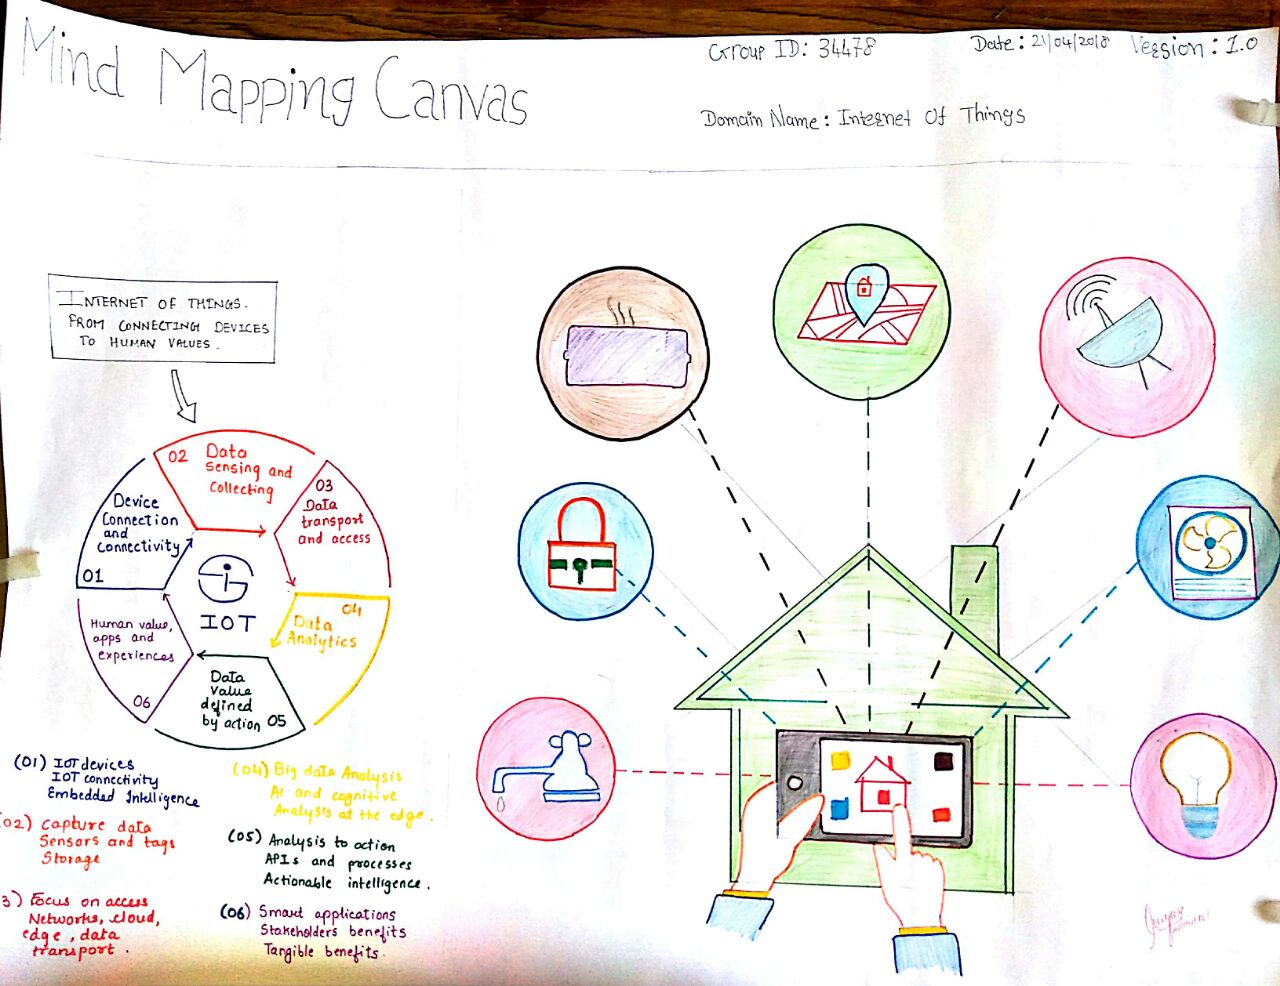 Mind Mapping Canvas
Group ID: 34478
Date: 21/04/2018
Version: 1.0
Domain Name: Internet Of Things
INTERNET OF THINGS.
FROM CONNECTING DEVICES
TO HUMAN VALUES.
Device
Connection
and
Connectivity
01
02 Data
Sensing and
Collecting
03
Data
transport
and access
04
Data
Analytics
Data
Value
defined
by action 05
Human value,
apps and
experiences
06
IOT
(01) IOT devices
IOT connectivity
Embedded Intelligence
02) Capture data
Sensors and tags
Storage
3) Focus on access
Networks, cloud,
edge, data
transport.
(04) Big data Analysis
AI and cognitive
Analysis at the edge.
(05) Analysis to action
APIs and processes
Actionable intelligence.
(06) Smart applications
Stakeholders benefits
Tangible benefits.